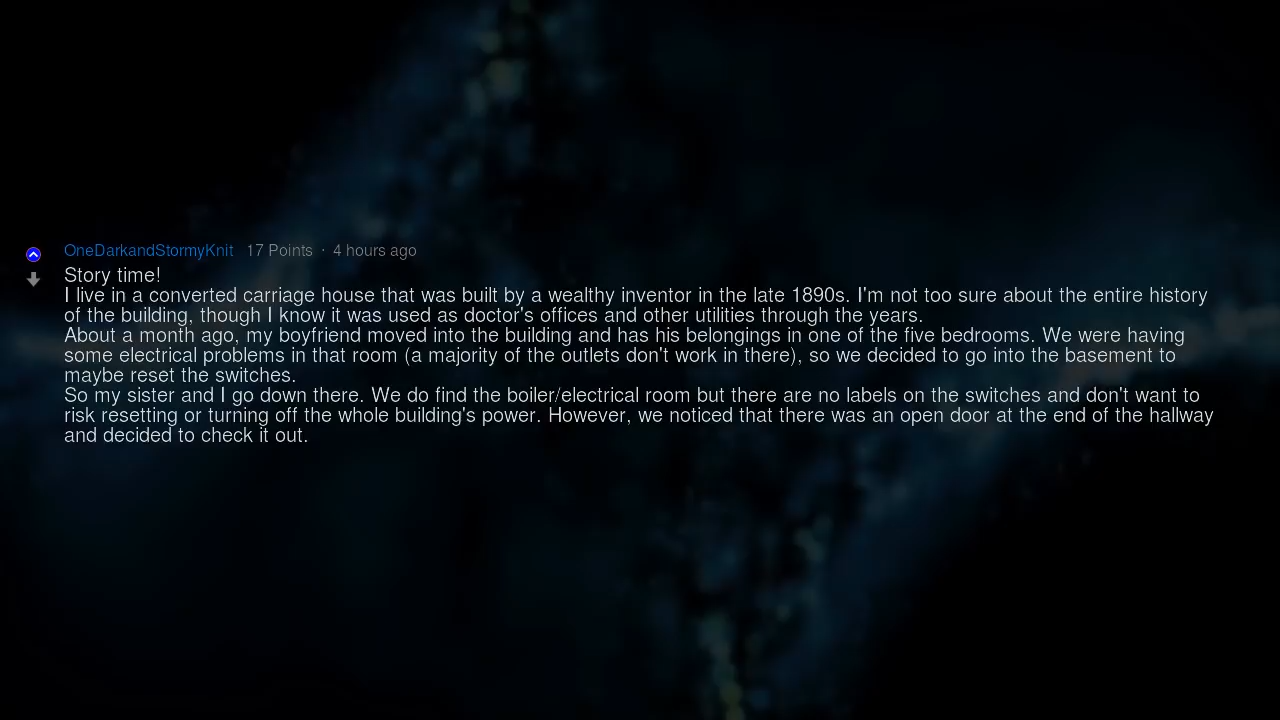 OneDarkandStormyKnit 17 Points · 4 hours ago
Story time!
I live in a converted carriage house that was built by a wealthy inventor in the late 1890s. I'm not too sure about the entire history
of the building, though I know it was used as doctor's offices and other utilities through the years.
About a month ago, my boyfriend moved into the building and has his belongings in one of the five bedrooms. We were having
some electrical problems in that room (a majority of the outlets don't work in there), so we decided to go into the basement to
maybe reset the switches.
So my sister and I go down there. We do find the boiler/electrical room but there are no labels on the switches and don't want to
risk resetting or turning off the whole building's power. However, we noticed that there was an open door at the end of the hallway
and decided to check it out.